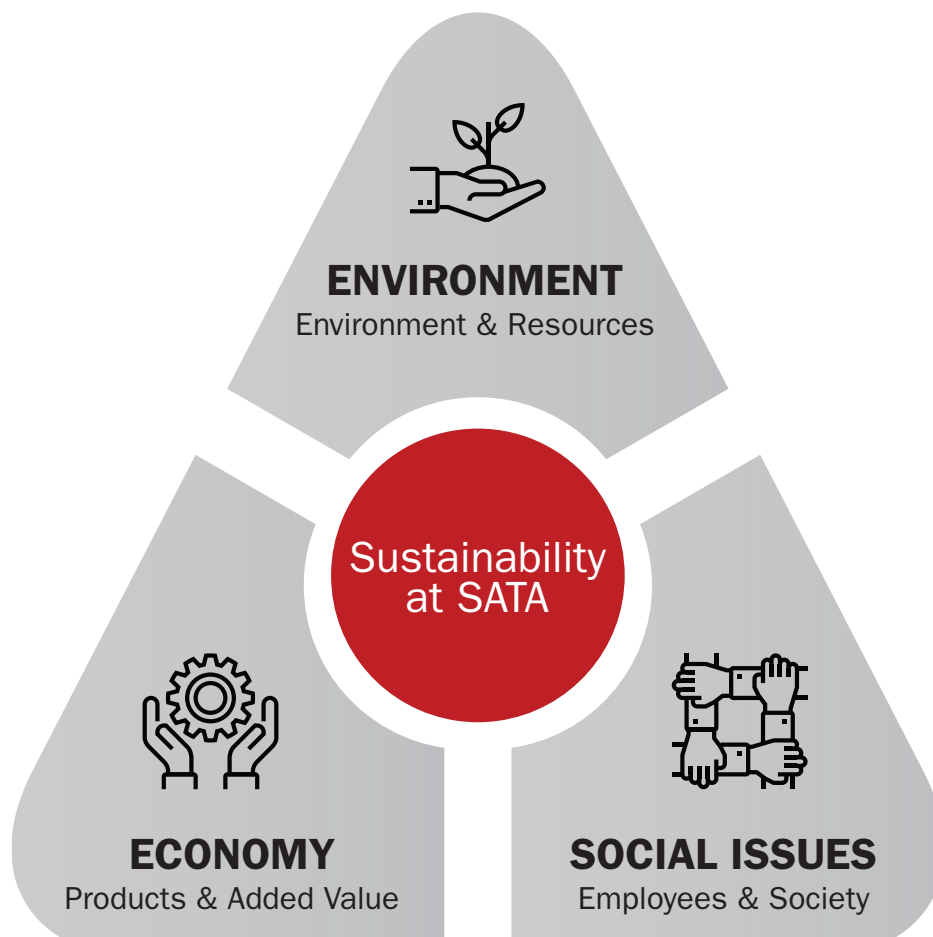 ENVIRONMENT
Environment & Resources
Sustainability
at SATA
ECONOMY
Products & Added Value
SOCIAL ISSUES
Employees & Society